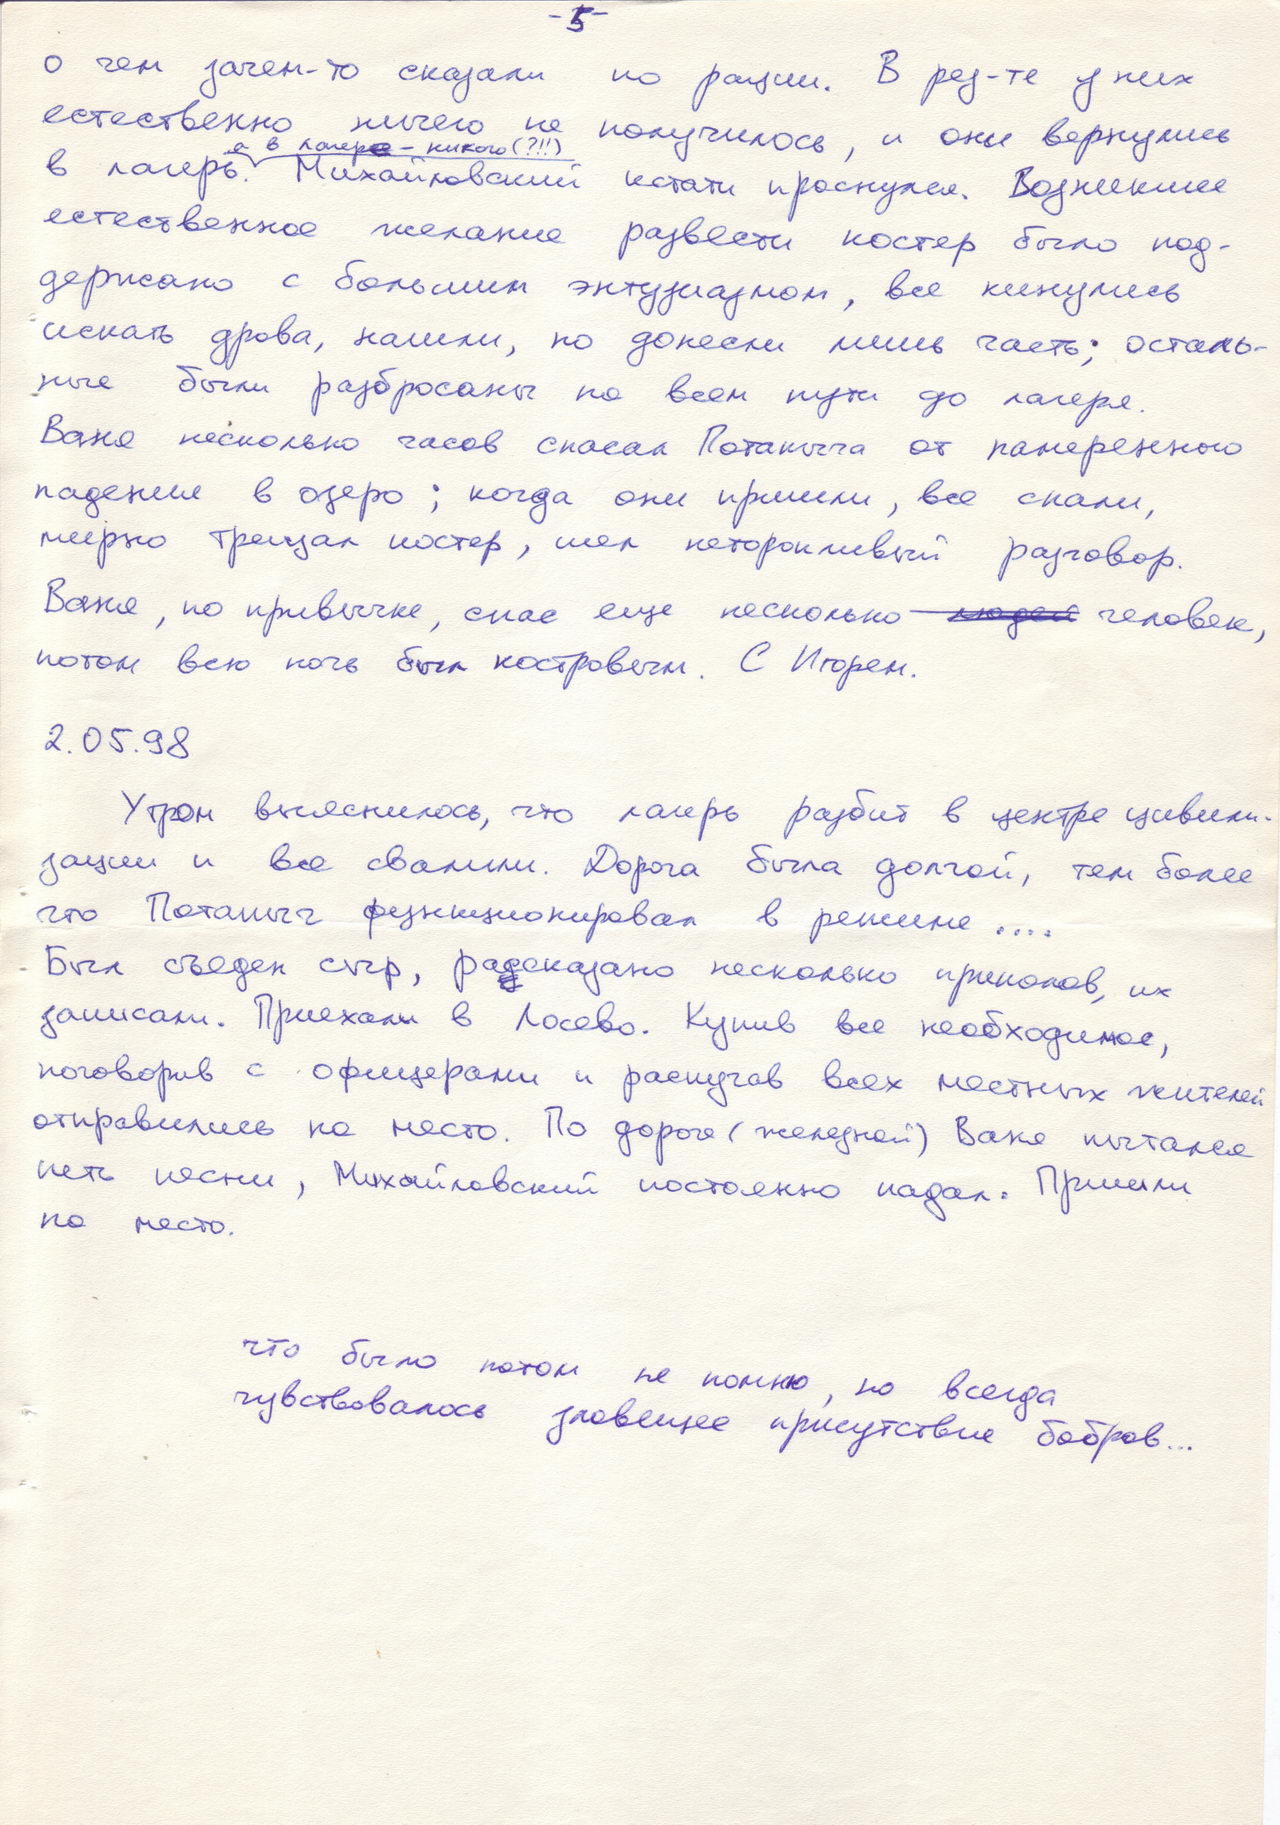 -5-
о чем зачем-то сказали по рации. В рез-те у них
естественно ничего не получилось, и они вернулись
а в лагере - никого (?!!)
в лагерь. Михайловский кстати проснулся. Возникшее
естественное желание развести костер было под-
держано с большим энтузиазмом, все кинулись
искать дрова, нашли, но донесли лишь часть; осталь-
ные были разбросаны по всем пути до лагеря.
Ваня несколько часов спасал Потапыча от намеренного
падения в озеро; когда они пришли, все спали,
мирно трещал костер, шел неторопливый разговор.
Ваня, по привычке, спас еще несколько людей человек,
потом всю ночь был костровым. С Игорем.
2.05.98
Утром выяснилось, что лагерь разбит в центре цивили-
зации и все свалили. Дорога была долгой, тем более
что Потапыч функционировал в режиме ....
Был съеден сыр, рассказано несколько приколов, их
записали. Приехали в Лосево. Купив все необходимое,
поговорив с офицерами и распугав всех местных жителей
отправились на место. По дороге (железной) Ваня пытался
петь песни, Михайловский постоянно падал. Пришли
на место.
что было потом не помню, но всегда
чувствовалось зловещее присутствие бобров...